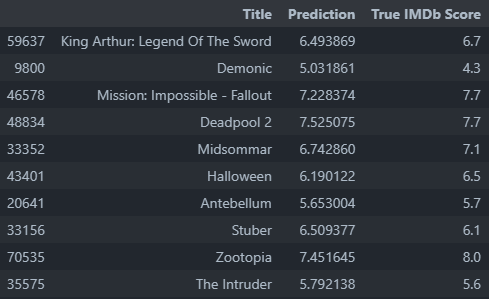 Title Prediction True IMDb Score
59637 King Arthur: Legend Of The Sword 6.493869 6.7
9800 Demonic 5.031861 4.3
46578 Mission: Impossible - Fallout 7.228374 7.7
48834 Deadpool 2 7.525075 7.7
33352 Midsommar 6.742860 7.1
43401 Halloween 6.190122 6.5
20641 Antebellum 5.653004 5.7
33156 Stuber 6.509377 6.1
70535 Zootopia 7.451645 8.0
35575 The Intruder 5.792138 5.6